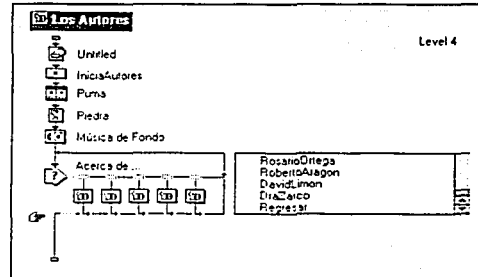 Los Autores
Level 4
Untitled
IniciaAutores
Puma
Piedra
Música de Fondo
Acerca de ...
RosarioOrtega
RobertoAragon
DavidLimon
DraZarco
Regresar